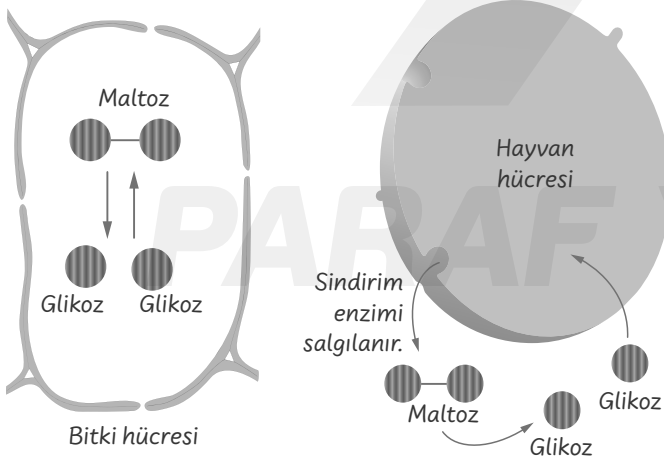 Maltoz
Glikoz
Glikoz
Bitki hücresi
Hayvan
hücresi
Sindirim
enzimi
salgılanır.
Maltoz
Glikoz
Glikoz
PARAF